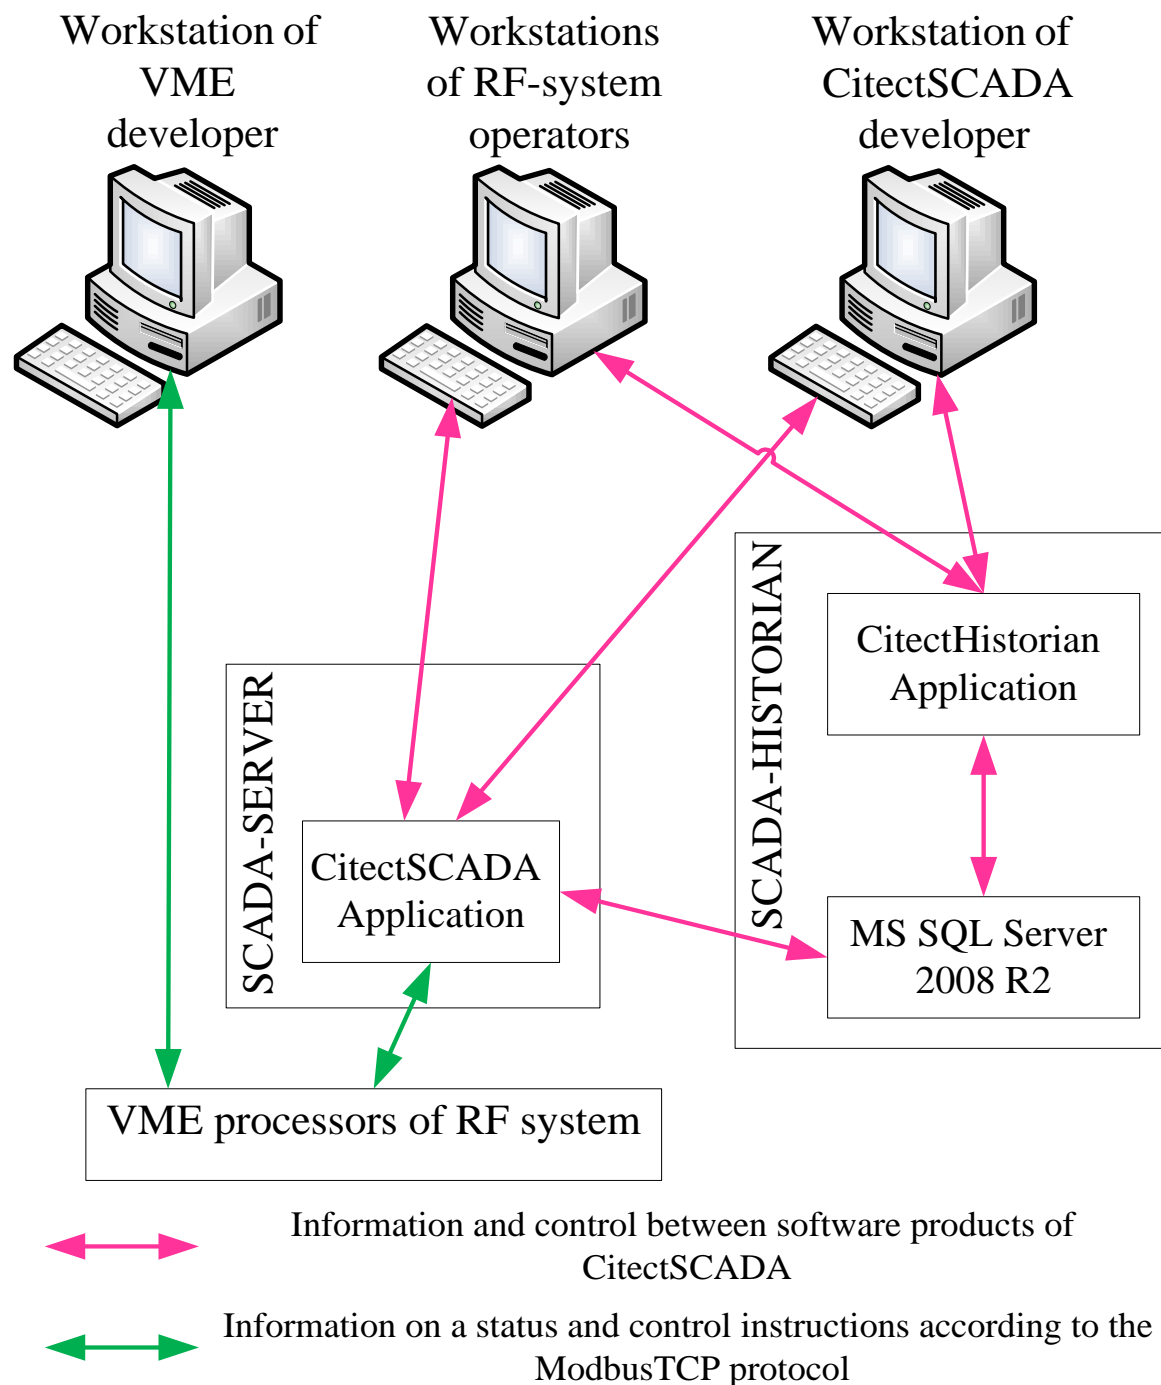 Workstation of
VME
developer
Workstations
of RF-system
operators
Workstation of
CitectSCADA
developer
SCADA-SERVER
CitectSCADA
Application
SCADA-HISTORIAN
CitectHistorian
Application
MS SQL Server
2008 R2
VME processors of RF system
Information and control between software products of
CitectSCADA
Information on a status and control instructions according to the
ModbusTCP protocol